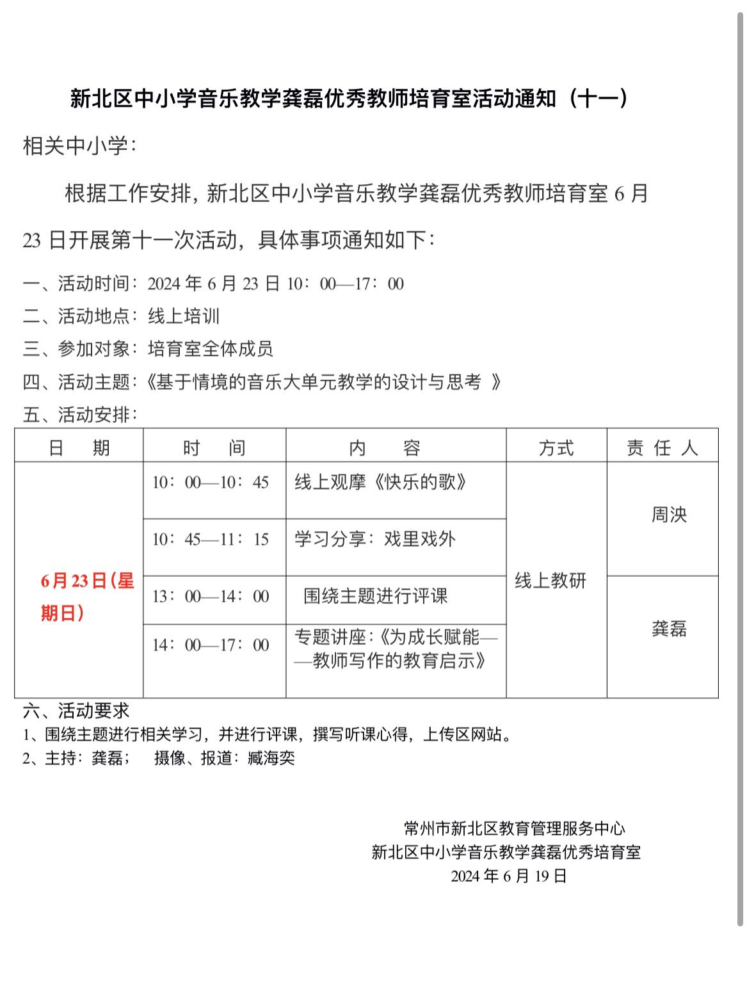 新北区中小学音乐教学龚磊优秀教师培育室活动通知（十一）
相关中小学：
根据工作安排，新北区中小学音乐教学龚磊优秀教师培育室 6 月
23 日开展第十一次活动，具体事项通知如下：
一、活动时间：2024 年 6 月 23 日 10：00—17：00
二、活动地点：线上培训
三、参加对象：培育室全体成员
四、活动主题：《基于情境的音乐大单元教学的设计与思考 》
五、活动安排：
日 期 时 间 内 容 方式 责 任 人
10：00—10：45 线上观摩《快乐的歌》
周泱
10：45—11：15 学习分享：戏里戏外
6 月 23 日（星
期日）
线上教研
13：00—14：00 围绕主题进行评课
龚磊
14：00—17：00 专题讲座：《为成长赋能—
—教师写作的教育启示》
六、活动要求
1、围绕主题进行相关学习，并进行评课，撰写听课心得，上传区网站。
2、主持：龚磊； 摄像、报道：臧海奕
常州市新北区教育管理服务中心
新北区中小学音乐教学龚磊优秀培育室
2024 年 6 月 19 日